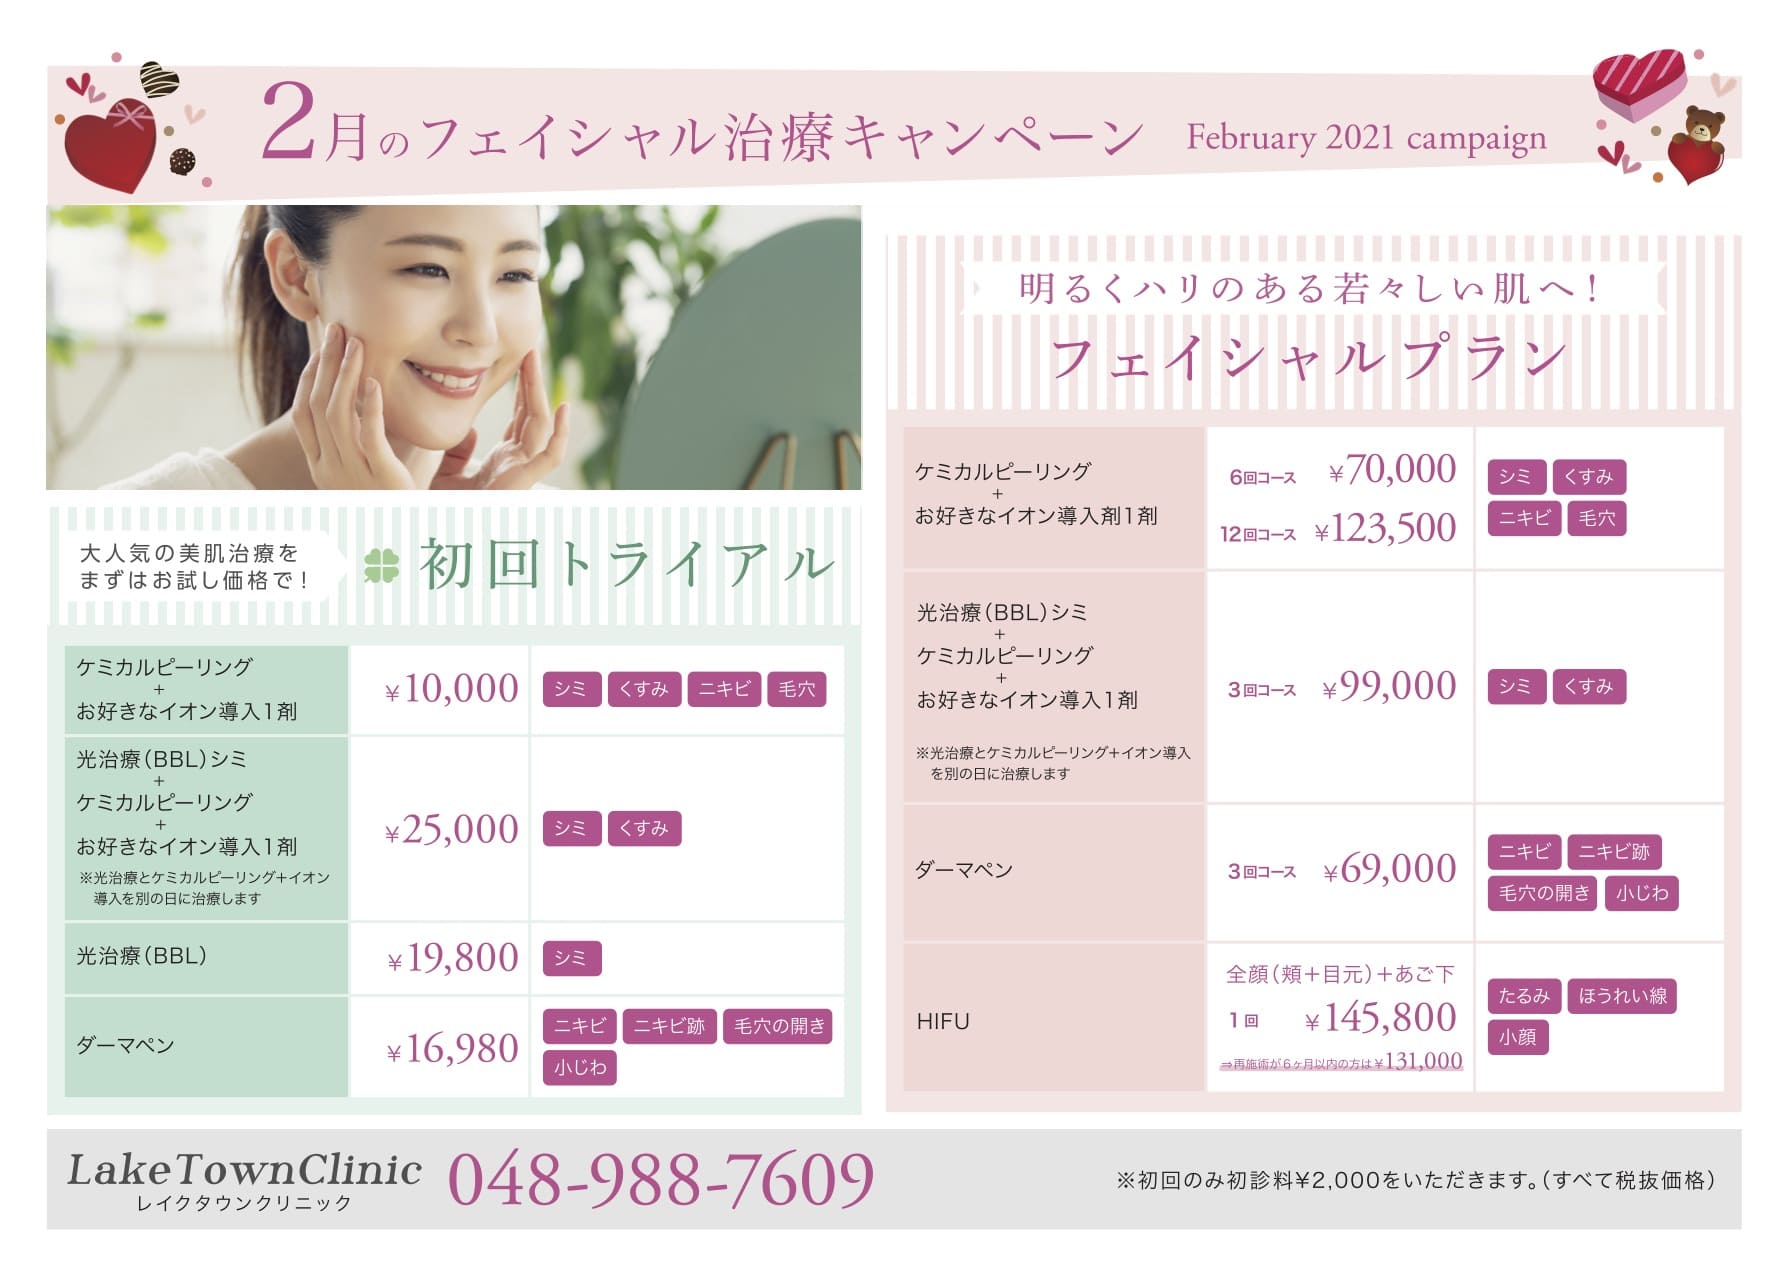 2月のフェイシャル治療キャンペーン February 2021 campaign
大人気の美肌治療を
まずはお試し価格で！
初回トライアル
ケミカルピーリング
+
お好きなイオン導入1剤
¥10,000
シミ くすみ ニキビ 毛穴
光治療（BBL）シミ
+
ケミカルピーリング
+
お好きなイオン導入1剤
※光治療とケミカルピーリング＋イオン
導入を別の日に治療します
¥25,000
シミ くすみ
光治療（BBL）
¥19,800
シミ
ダーマペン
¥16,980
ニキビ ニキビ跡 毛穴の開き
小じわ
明るくハリのある若々しい肌へ！
フェイシャルプラン
ケミカルピーリング
+
お好きなイオン導入剤1剤
6回コース ¥70,000
12回コース ¥123,500
シミ くすみ
ニキビ 毛穴
光治療（BBL）シミ
+
ケミカルピーリング
+
お好きなイオン導入1剤
※光治療とケミカルピーリング＋イオン導入
を別の日に治療します
3回コース ¥99,000
シミ くすみ
ダーマペン
3回コース ¥69,000
ニキビ ニキビ跡
毛穴の開き 小じわ
HIFU
全顔（頬＋目元）＋あご下
1回 ¥145,800
⇒再施術が6ヶ月以内の方は¥131,000
たるみ ほうれい線
小顔
LakeTownClinic
レイクタウンクリニック
048-988-7609
※初回のみ初診料¥2,000をいただきます。（すべて税抜価格）